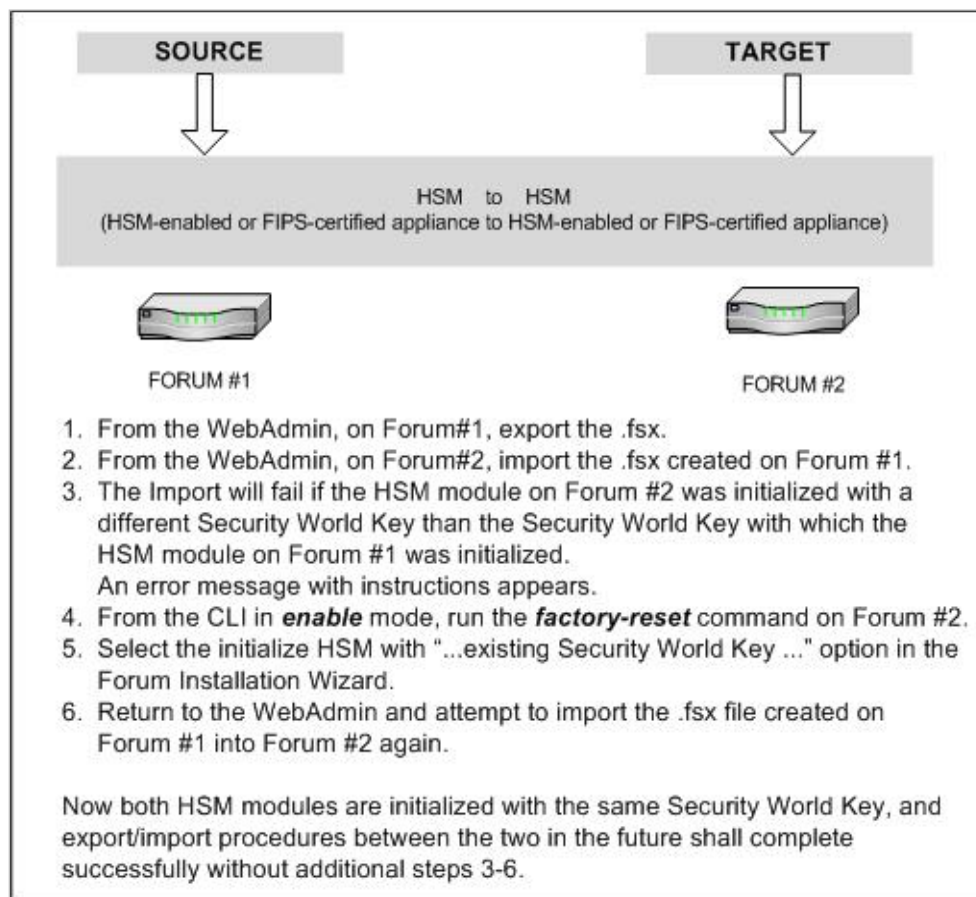 SOURCE
TARGET
HSM to HSM
(HSM-enabled or FIPS-certified appliance to HSM-enabled or FIPS-certified appliance)
FORUM #1
FORUM #2
1. From the WebAdmin, on Forum#1, export the .fsx.
2. From the WebAdmin, on Forum#2, import the .fsx created on Forum #1.
3. The Import will fail if the HSM module on Forum #2 was initialized with a
different Security World Key than the Security World Key with which the
HSM module on Forum #1 was initialized.
An error message with instructions appears.
4. From the CLI in enable mode, run the factory-reset command on Forum #2.
5. Select the initialize HSM with “...existing Security World Key ...” option in the
Forum Installation Wizard.
6. Return to the WebAdmin and attempt to import the .fsx file created on
Forum #1 into Forum #2 again.
Now both HSM modules are initialized with the same Security World Key, and
export/import procedures between the two in the future shall complete
successfully without additional steps 3-6.